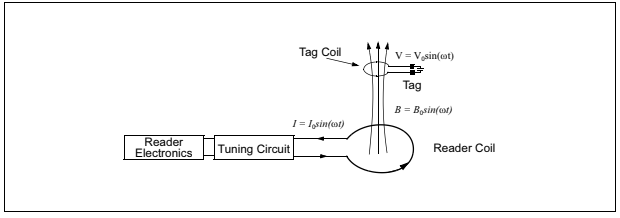 Tag Coil
V = V₀sin(ωt)
Tag
B = B₀sin(ωt)
I = I₀sin(ωt)
Reader
Electronics
Tuning Circuit
Reader Coil